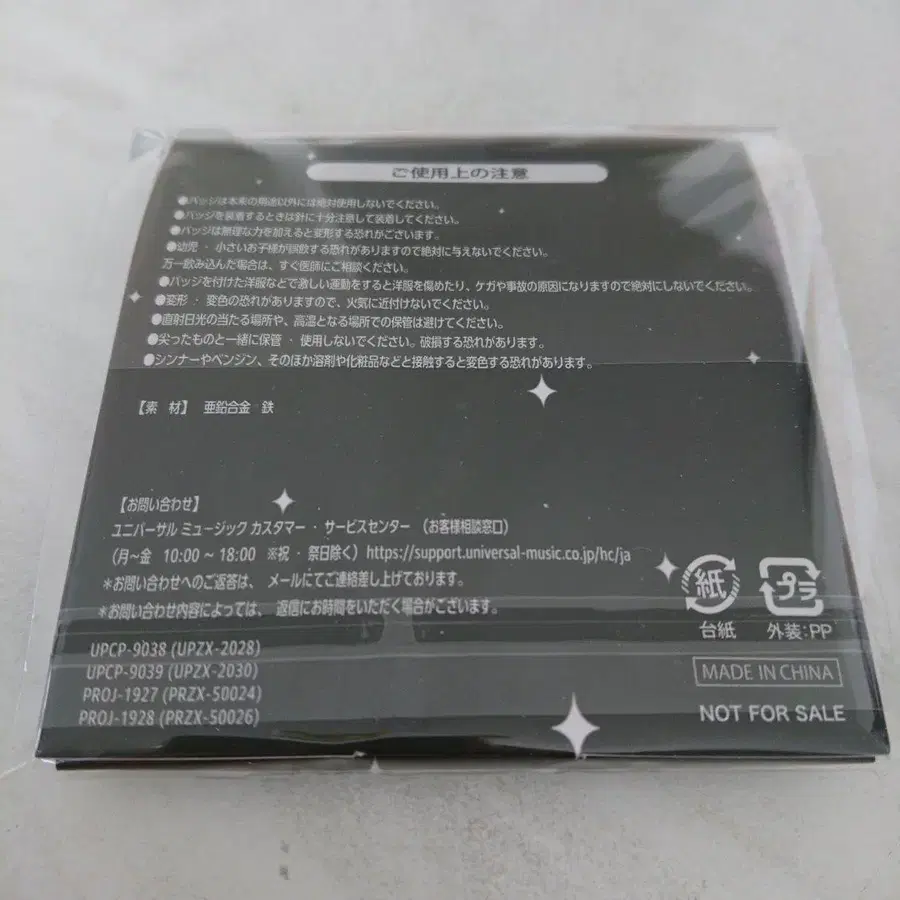 ご使用上の注意
●バッジは本来の用途以外には絶対使用しないでください。
●バッジを装着するときは針に十分注意して装着してください。
●バッジは無理な力を加えると変形する恐れがございます。
●幼児・小さいお子様が誤飲する恐れがありますので絶対に与えないでください。
万一飲み込んだ場合は、すぐ医師にご相談ください。
●バッジを付けた洋服などで激しい運動をすると洋服を傷めたり、ケガや事故の原因になりますので絶対にしないでください。
●変形・変色の恐れがありますので、火気に近付けないでください。
●直射日光の当たる場所や、高温となる場所での保管は避けてください。
●尖ったものと一緒に保管・使用しないでください。破損する恐れがあります。
●シンナーやベンジン、そのほか溶剤や化粧品などと接触すると変色する恐れがあります。
【素 材】 亜鉛合金 鉄
【お問い合わせ】
ユニバーサル ミュージック カスタマー・サービスセンター (お客様相談窓口)
(月～金 10:00～18:00 ※祝・祭日除く) https://support.universal-music.co.jp/hc/ja
*お問い合わせへのご返答は、メールにてご連絡差し上げております。
*お問い合わせ内容によっては、返信にお時間をいただく場合がございます。
UPCP-9038 (UPZX-2028)
UPCP-9039 (UPZX-2030)
PROJ-1927 (PRZX-50024)
PROJ-1928 (PRZX-50026)
紙
台紙
プラ
外装:PP
MADE IN CHINA
NOT FOR SALE